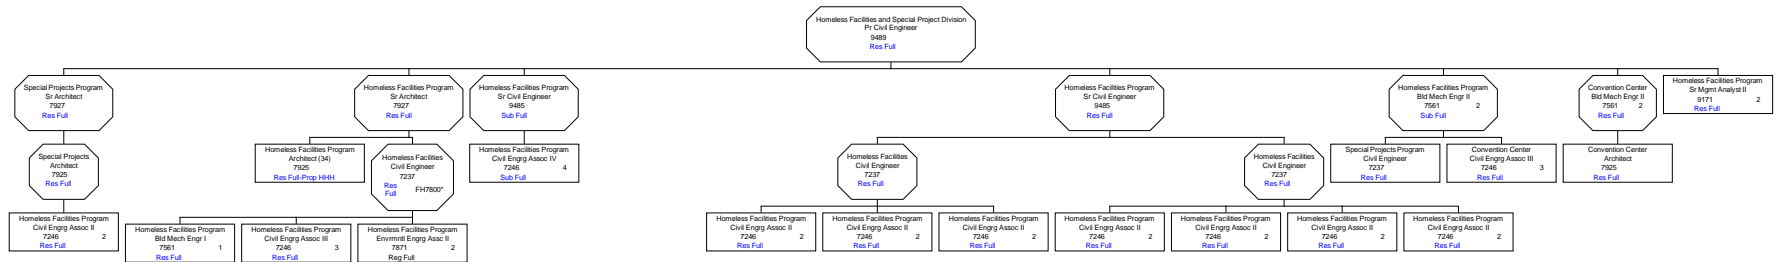 Homeless Facilities and Special Project Division
Pr Civil Engineer
9489
Res Full
Special Projects Program
Sr Architect
7927
Res Full
Homeless Facilities Program
Sr Architect
7927
Res Full
Homeless Facilities Program
Sr Civil Engineer
9485
Sub Full
Homeless Facilities Program
Sr Civil Engineer
9485
Res Full
Homeless Facilities Program
Bld Mech Engr II
7561 2
Sub Full
Convention Center
Bld Mech Engr II
7561 2
Res Full
Homeless Facilities Program
Sr Mgmt Analyst II
9171 2
Res Full
Special Projects
Architect
7925
Res Full
Homeless Facilities Program
Architect (34)
7925
Res Full-Prop HHH
Homeless Facilities
Civil Engineer
7237
Res
Full
FH7800*
Homeless Facilities Program
Civil Engrg Assoc IV
7246 4
Sub Full
Homeless Facilities
Civil Engineer
7237
Res Full
Homeless Facilities
Civil Engineer
7237
Res Full
Special Projects Program
Civil Engineer
7237
Res Full
Convention Center
Civil Engrg Assoc III
7246 3
Res Full
Convention Center
Architect
7925
Res Full
Homeless Facilities Program
Civil Engrg Assoc II
7246 2
Res Full
Homeless Facilities Program
Bld Mech Engr I
7561 1
Res Full
Homeless Facilities Program
Civil Engrg Assoc III
7246 3
Res Full
Homeless Facilities Program
Envrmntl Engrg Assc II
7871 2
Reg Full
Homeless Facilities Program
Civil Engrg Assoc II
7246 2
Res Full
Homeless Facilities Program
Civil Engrg Assoc II
7246 2
Res Full
Homeless Facilities Program
Civil Engrg Assoc II
7246 2
Res Full
Homeless Facilities Program
Civil Engrg Assoc II
7246 2
Res Full
Homeless Facilities Program
Civil Engrg Assoc II
7246 2
Res Full
Homeless Facilities Program
Civil Engrg Assoc II
7246 2
Res Full
Homeless Facilities Program
Civil Engrg Assoc II
7246 2
Res Full